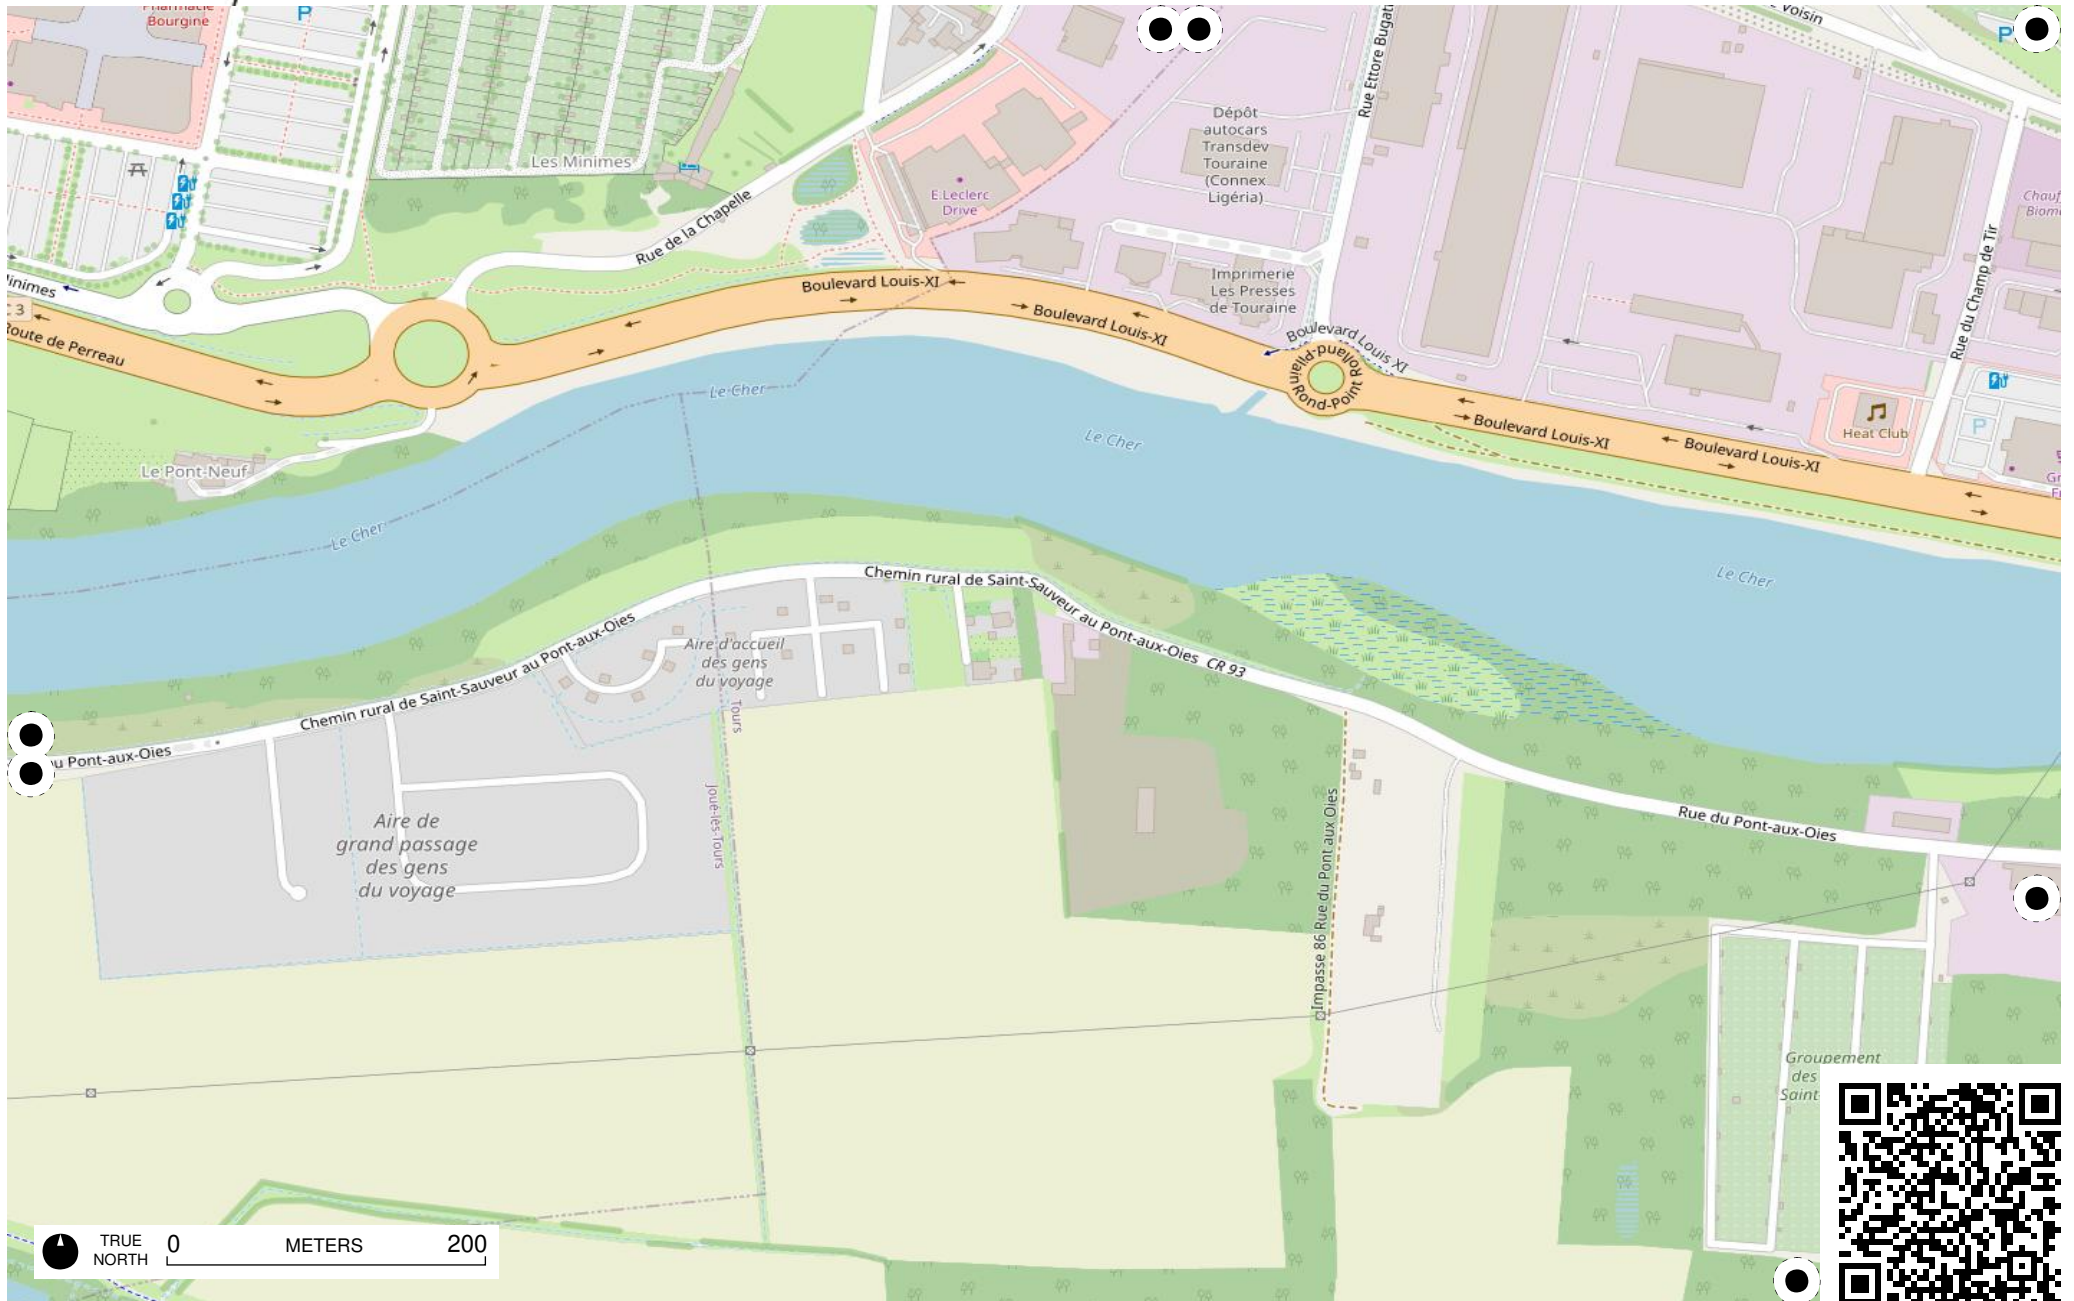 Pharmacie
Bourgine
P
Voisin
P
Rue Ettore Bugatti
Dépôt
autocars
Transdev
Touraine
(Connex
Ligéria)
Les Minimes
E.Leclerc
Drive
Rue de la Chapelle
Rue du Champ de Tir
Imprimerie
Les Presses
de Touraine
Minimes
Route de Perreau
Boulevard Louis-XI
Boulevard Louis-XI
Boulevard Louis XI
Rond-Point Rolland-Pilain
Boulevard Louis-XI
Boulevard Louis-XI
Heat Club
P
Le Pont-Neuf
Le Cher
Le Cher
Le Cher
Le Cher
Chemin rural de Saint-Sauveur au Pont-aux-Oies
Chemin rural de Saint-Sauveur au Pont-aux-Oies CR 93
Aire d'accueil
des gens
du voyage
Tours
Joué-lès-Tours
u Pont-aux-Oies
Aire de
grand passage
des gens
du voyage
Impasse 86 Rue du Pont aux Oies
Rue du Pont-aux-Oies
Groupement
des
Saint-
TRUE
NORTH
0 METERS 200